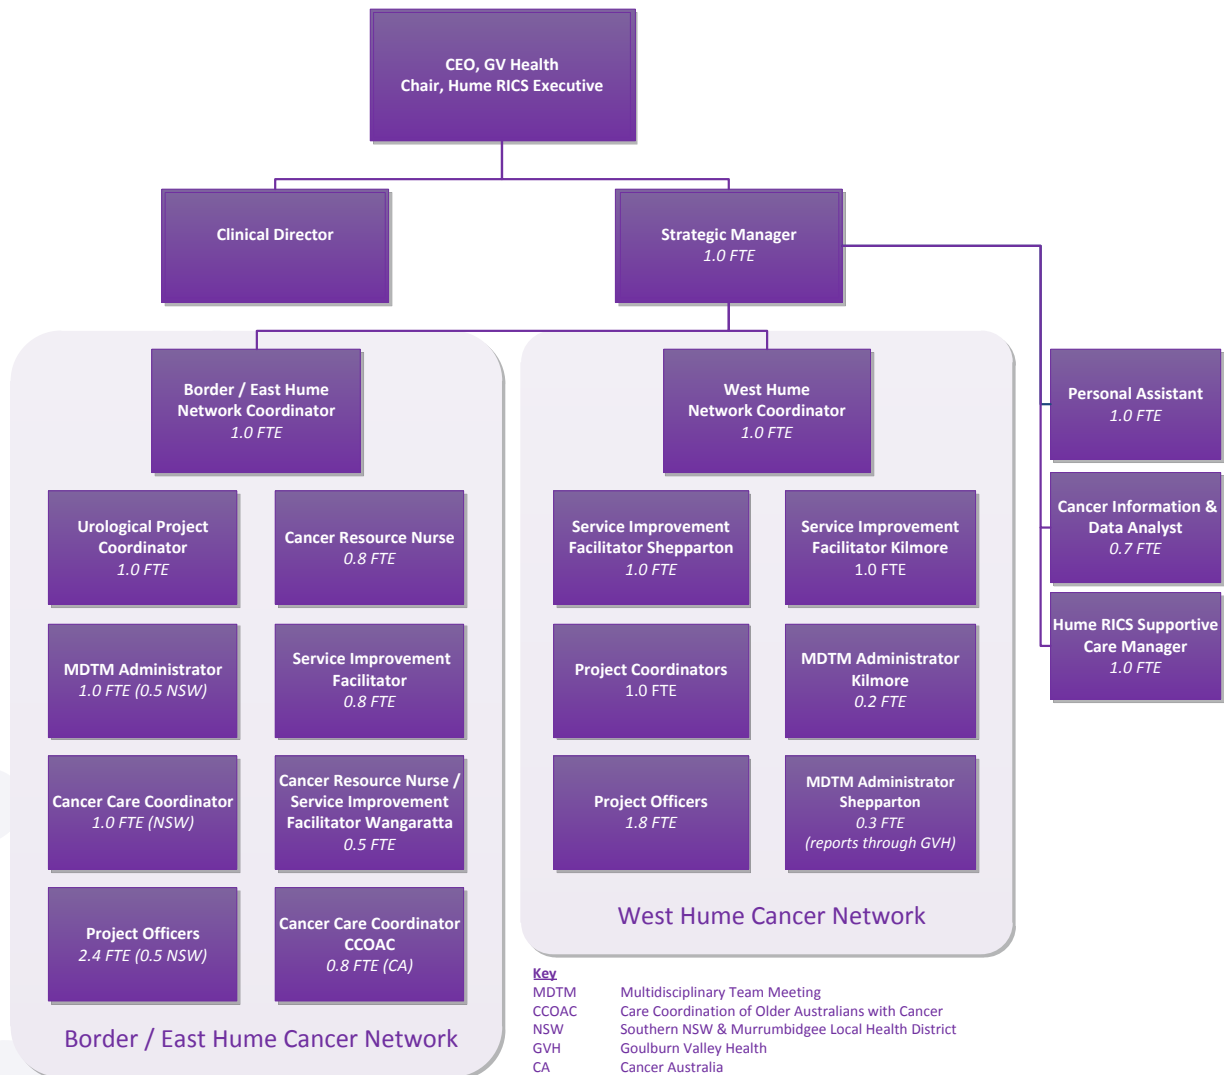 CEO, GV Health
Chair, Hume RICS Executive
Clinical Director
Strategic Manager
1.0 FTE
Border / East Hume
Network Coordinator
1.0 FTE
West Hume
Network Coordinator
1.0 FTE
Personal Assistant
1.0 FTE
Cancer Information &
Data Analyst
0.7 FTE
Hume RICS Supportive
Care Manager
1.0 FTE
Urological Project
Coordinator
1.0 FTE
Cancer Resource Nurse
0.8 FTE
MDTM Administrator
1.0 FTE (0.5 NSW)
Service Improvement
Facilitator
0.8 FTE
Cancer Care Coordinator
1.0 FTE (NSW)
Cancer Resource Nurse /
Service Improvement
Facilitator Wangaratta
0.5 FTE
Project Officers
2.4 FTE (0.5 NSW)
Cancer Care Coordinator
CCOAC
0.8 FTE (CA)
Border / East Hume Cancer Network
Service Improvement
Facilitator Shepparton
1.0 FTE
Service Improvement
Facilitator Kilmore
1.0 FTE
Project Coordinators
1.0 FTE
MDTM Administrator
Kilmore
0.2 FTE
Project Officers
1.8 FTE
MDTM Administrator
Shepparton
0.3 FTE
(reports through GVH)
West Hume Cancer Network
Key
MDTM Multidisciplinary Team Meeting
CCOAC Care Coordination of Older Australians with Cancer
NSW Southern NSW & Murrumbidgee Local Health District
GVH Goulburn Valley Health
CA Cancer Australia